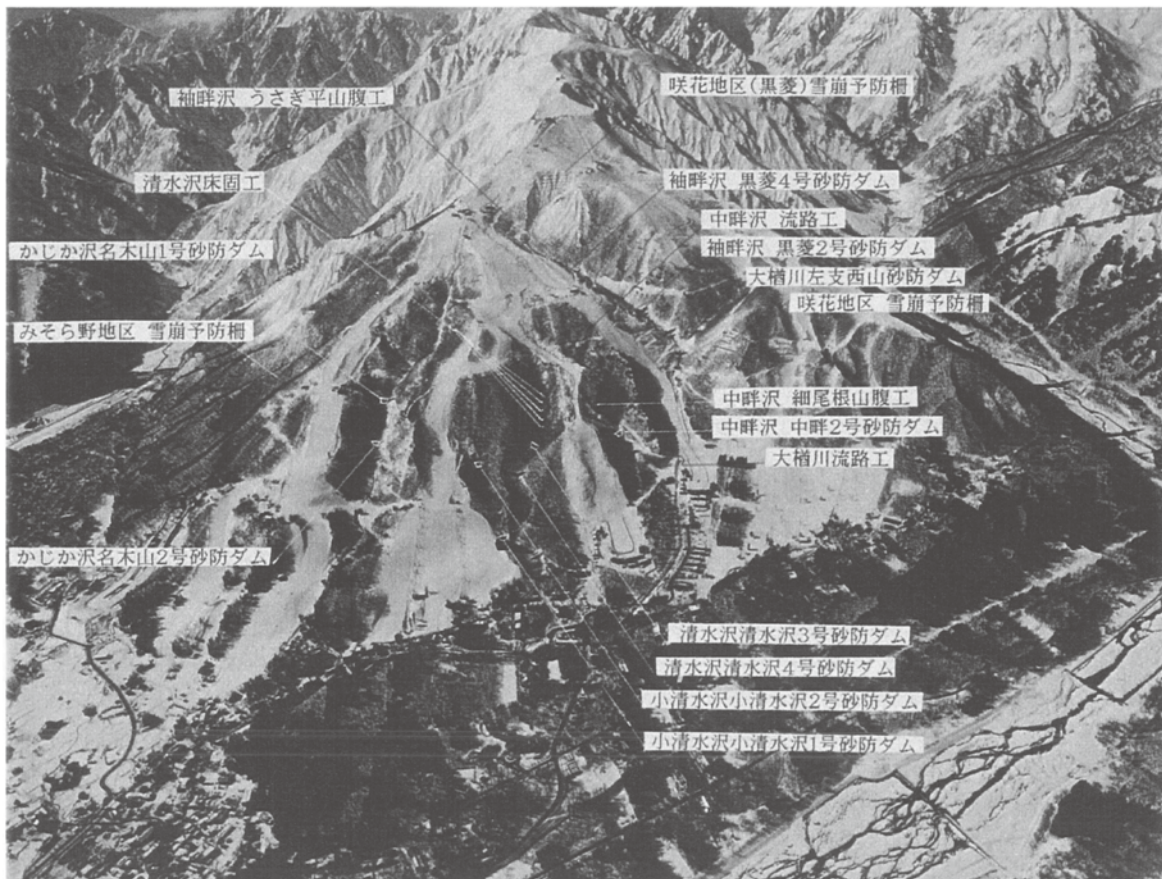 袖畔沢 うさぎ平山腹工
咲花地区(黒菱)雪崩予防柵
清水沢床固工
袖畔沢 黒菱4号砂防ダム
中畔沢 流路工
かじか沢名木山1号砂防ダム
袖畔沢 黒菱2号砂防ダム
大楢川左支西山砂防ダム
咲花地区 雪崩予防柵
みそら野地区 雪崩予防柵
中畔沢 細尾根山腹工
中畔沢 中畔2号砂防ダム
大楢川流路工
かじか沢名木山2号砂防ダム
清水沢清水沢3号砂防ダム
清水沢清水沢4号砂防ダム
小清水沢小清水沢2号砂防ダム
小清水沢小清水沢1号砂防ダム